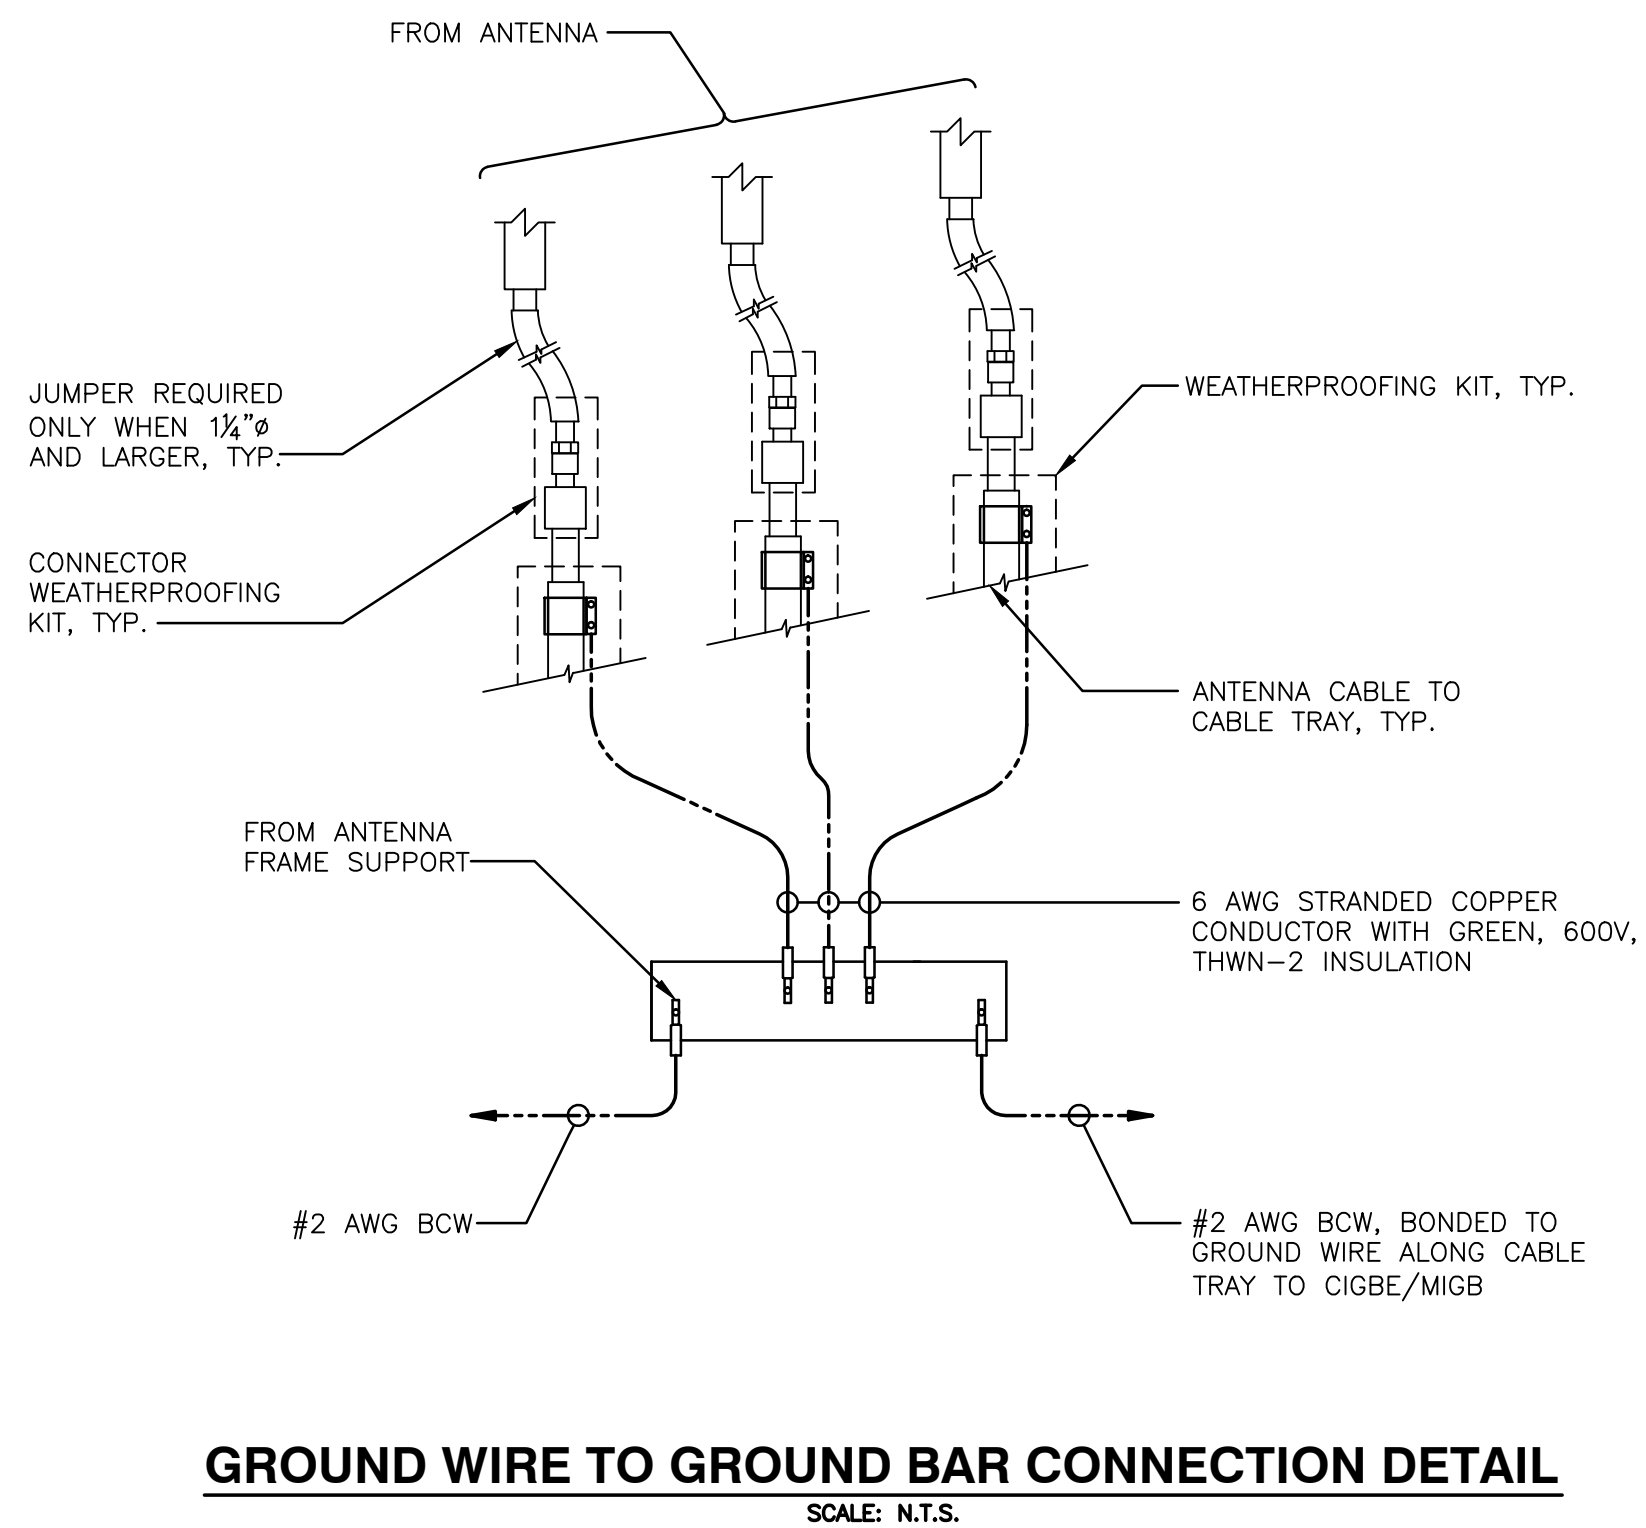 FROM ANTENNA
JUMPER REQUIRED
ONLY WHEN 1¼"ø
AND LARGER, TYP.
WEATHERPROOFING KIT, TYP.
CONNECTOR
WEATHERPROOFING
KIT, TYP.
ANTENNA CABLE TO
CABLE TRAY, TYP.
FROM ANTENNA
FRAME SUPPORT
6 AWG STRANDED COPPER
CONDUCTOR WITH GREEN, 600V,
THWN-2 INSULATION
#2 AWG BCW
#2 AWG BCW, BONDED TO
GROUND WIRE ALONG CABLE
TRAY TO CIGBE/MIGB
GROUND WIRE TO GROUND BAR CONNECTION DETAIL
SCALE: N.T.S.